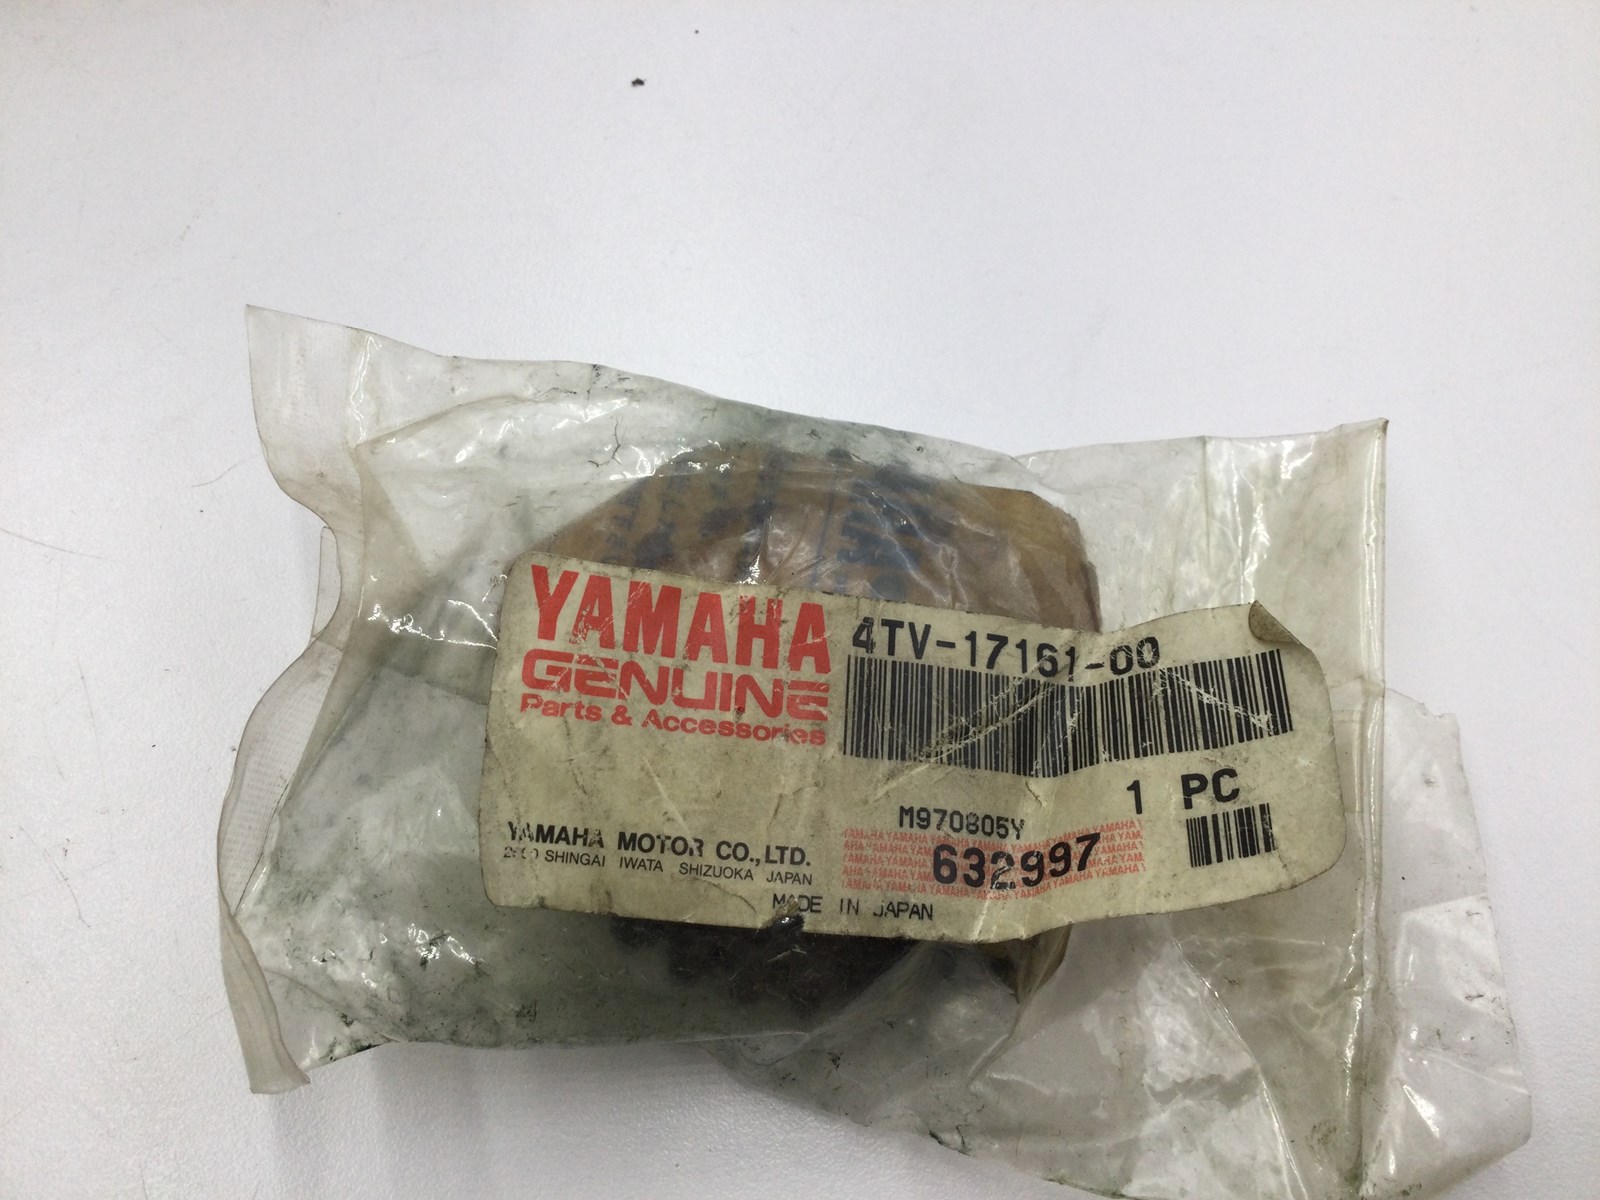 YAMAHA
GENUINE
Parts & Accessories
4TV-17161-00
1 PC
M970805Y
632997
YAMAHA MOTOR CO., LTD.
2500 SHINGAI IWATA SHIZUOKA JAPAN
MADE IN JAPAN